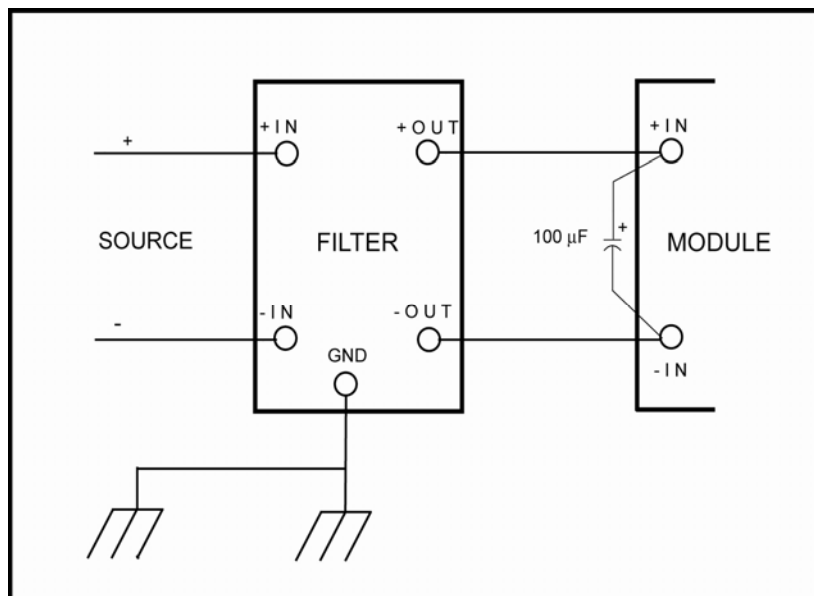 +IN
+OUT
+IN
+
SOURCE
FILTER
100 μF
+
MODULE
-
-IN
-OUT
GND
-IN